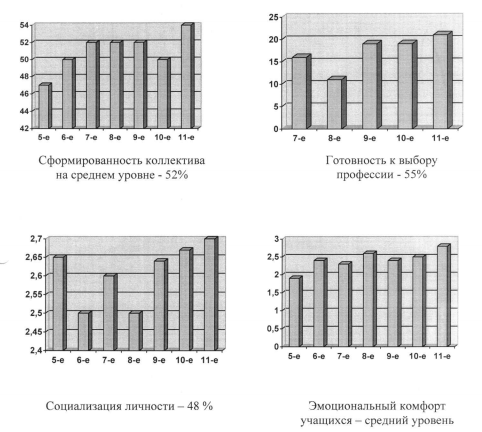 54
52
50
48
46
44
42
5-е 6-е 7-е 8-е 9-е 10-е 11-е
Сформированность коллектива
на среднем уровне - 52%
25
20
15
10
5
0
7-е 8-е 9-е 10-е 11-е
Готовность к выбору
профессии - 55%
2,7
2,65
2,6
2,55
2,5
2,45
2,4
5-е 6-е 7-е 8-е 9-е 10-е 11-е
Социализация личности – 48 %
3
2,5
2
1,5
1
0,5
0
5-е 6-е 7-е 8-е 9-е 10-е 11-е
Эмоциональный комфорт
учащихся – средний уровень